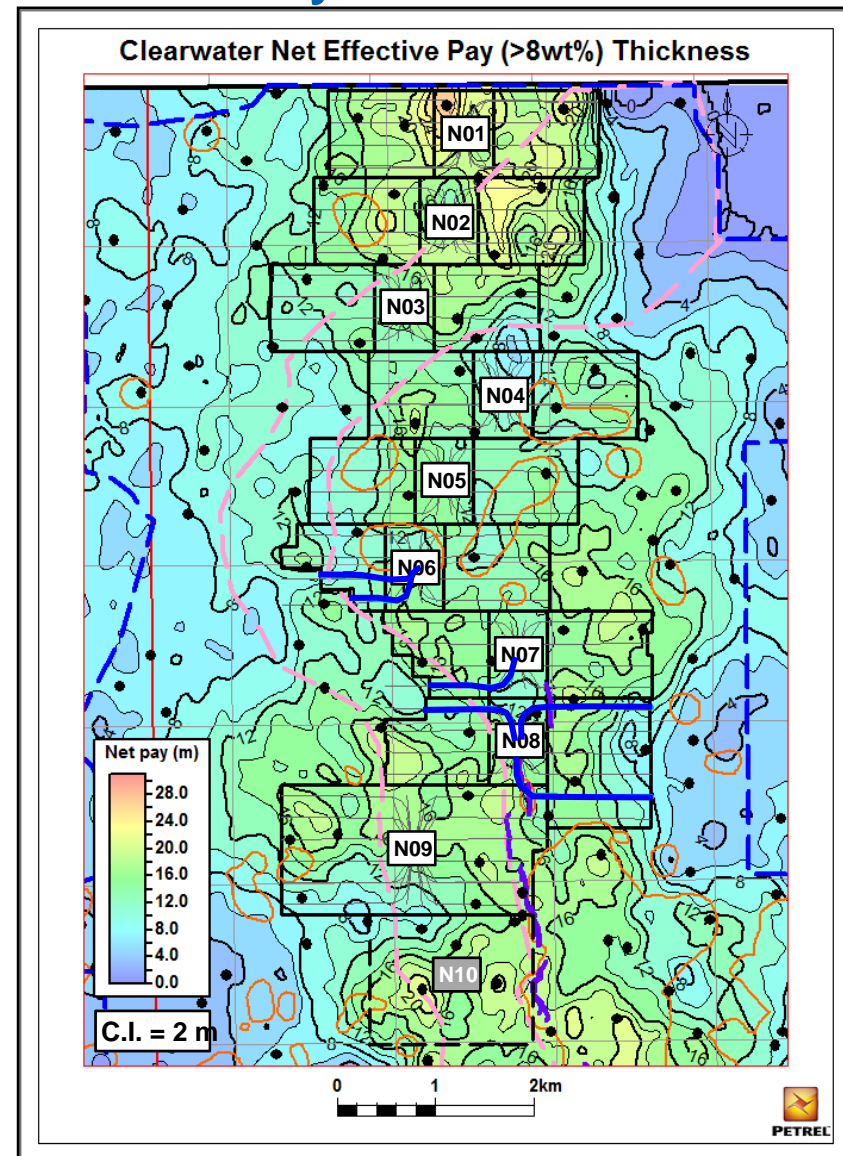 Clearwater Net Effective Pay (>8wt%) Thickness
N
N01
N02
N03
N04
N05
N06
N07
N08
N09
N10
Net pay (m)
28.0
24.0
20.0
16.0
12.0
8.0
4.0
0.0
C.I. = 2 m
0 1 2km
PETREL